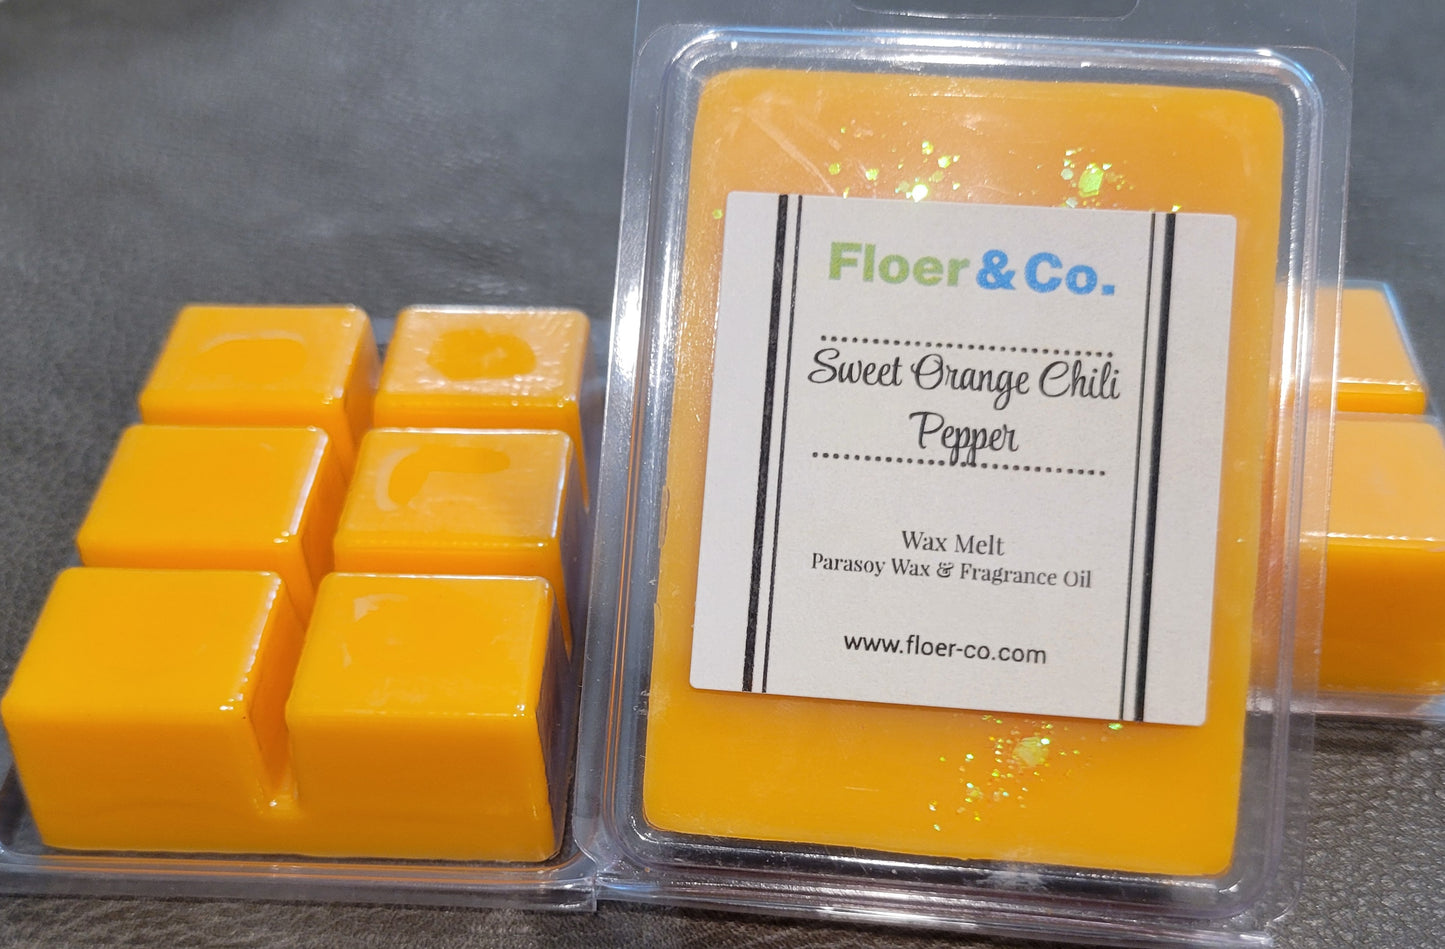 Floer & Co.
Sweet Orange Chili
Pepper
Wax Melt
Parasoy Wax & Fragrance Oil
www.floer-co.com